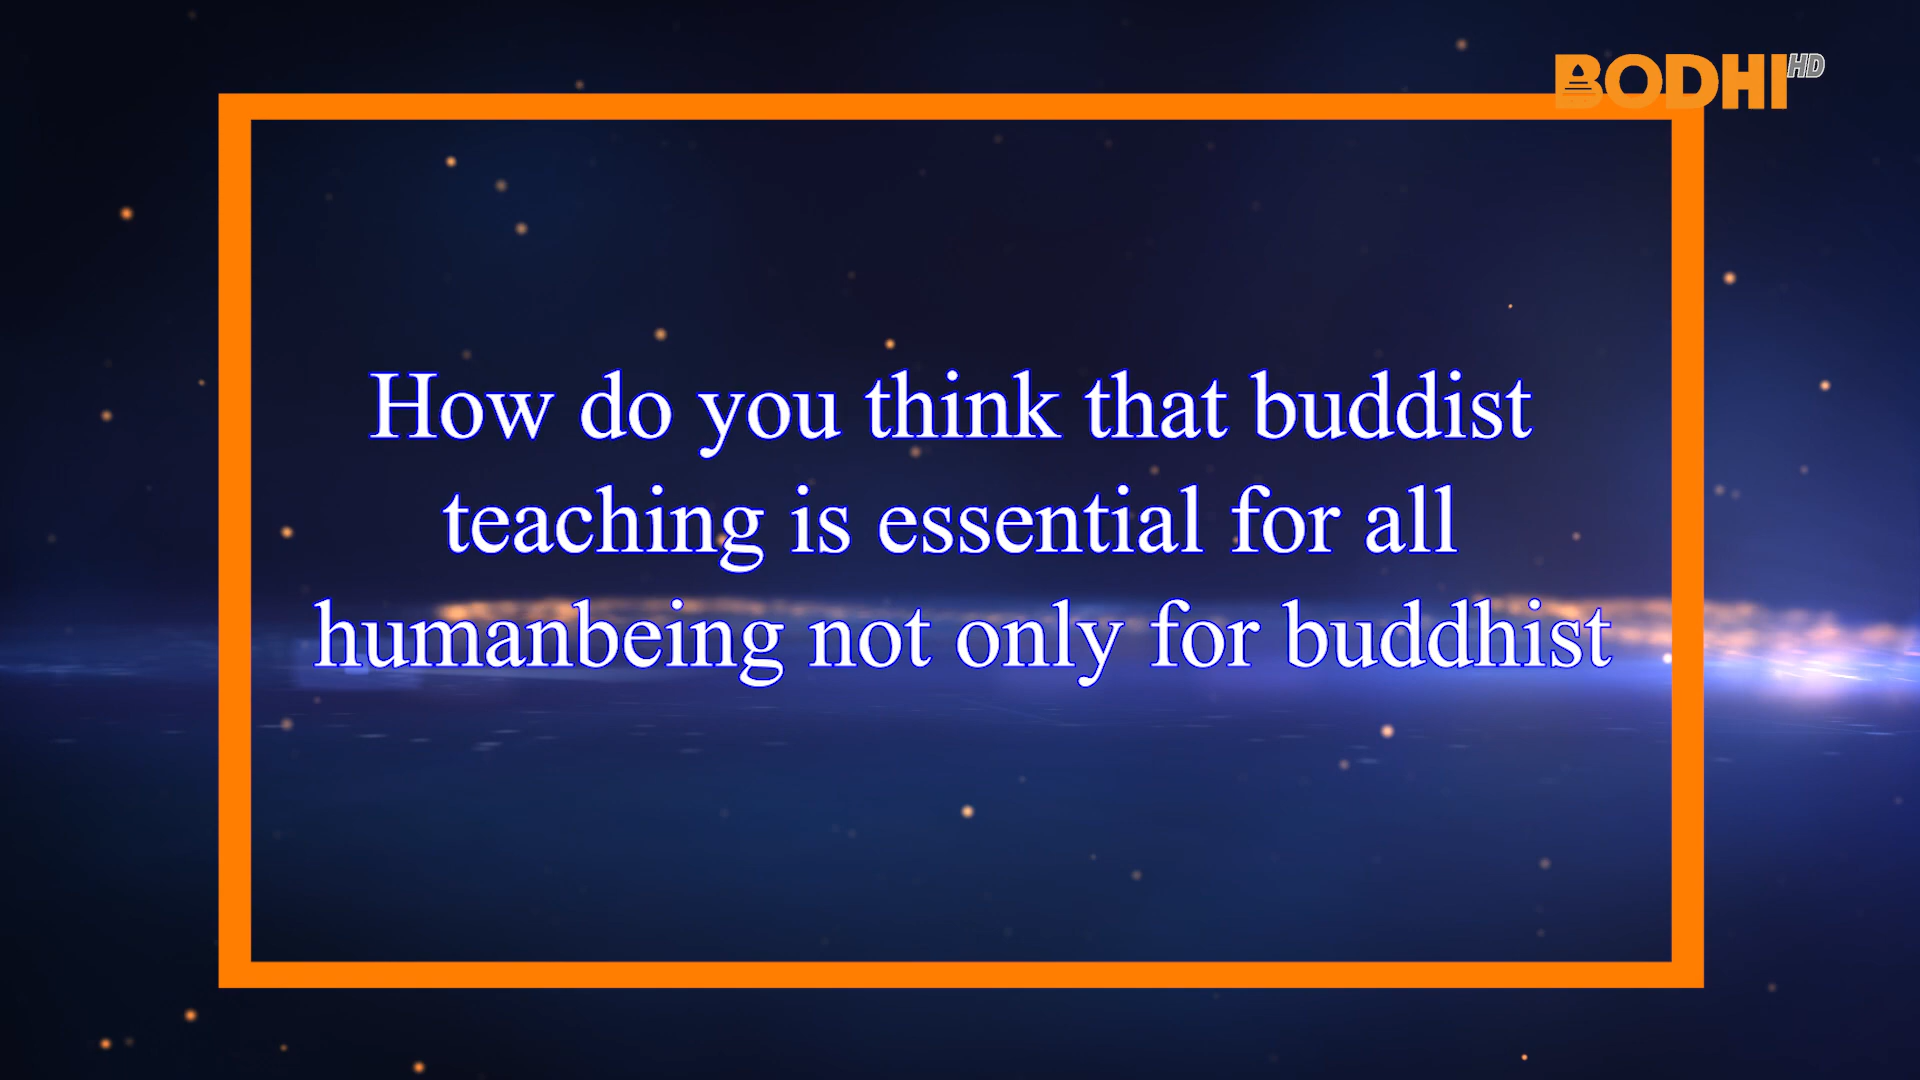 BODHI HD
How do you think that buddist
teaching is essential for all
humanbeing not only for buddhist